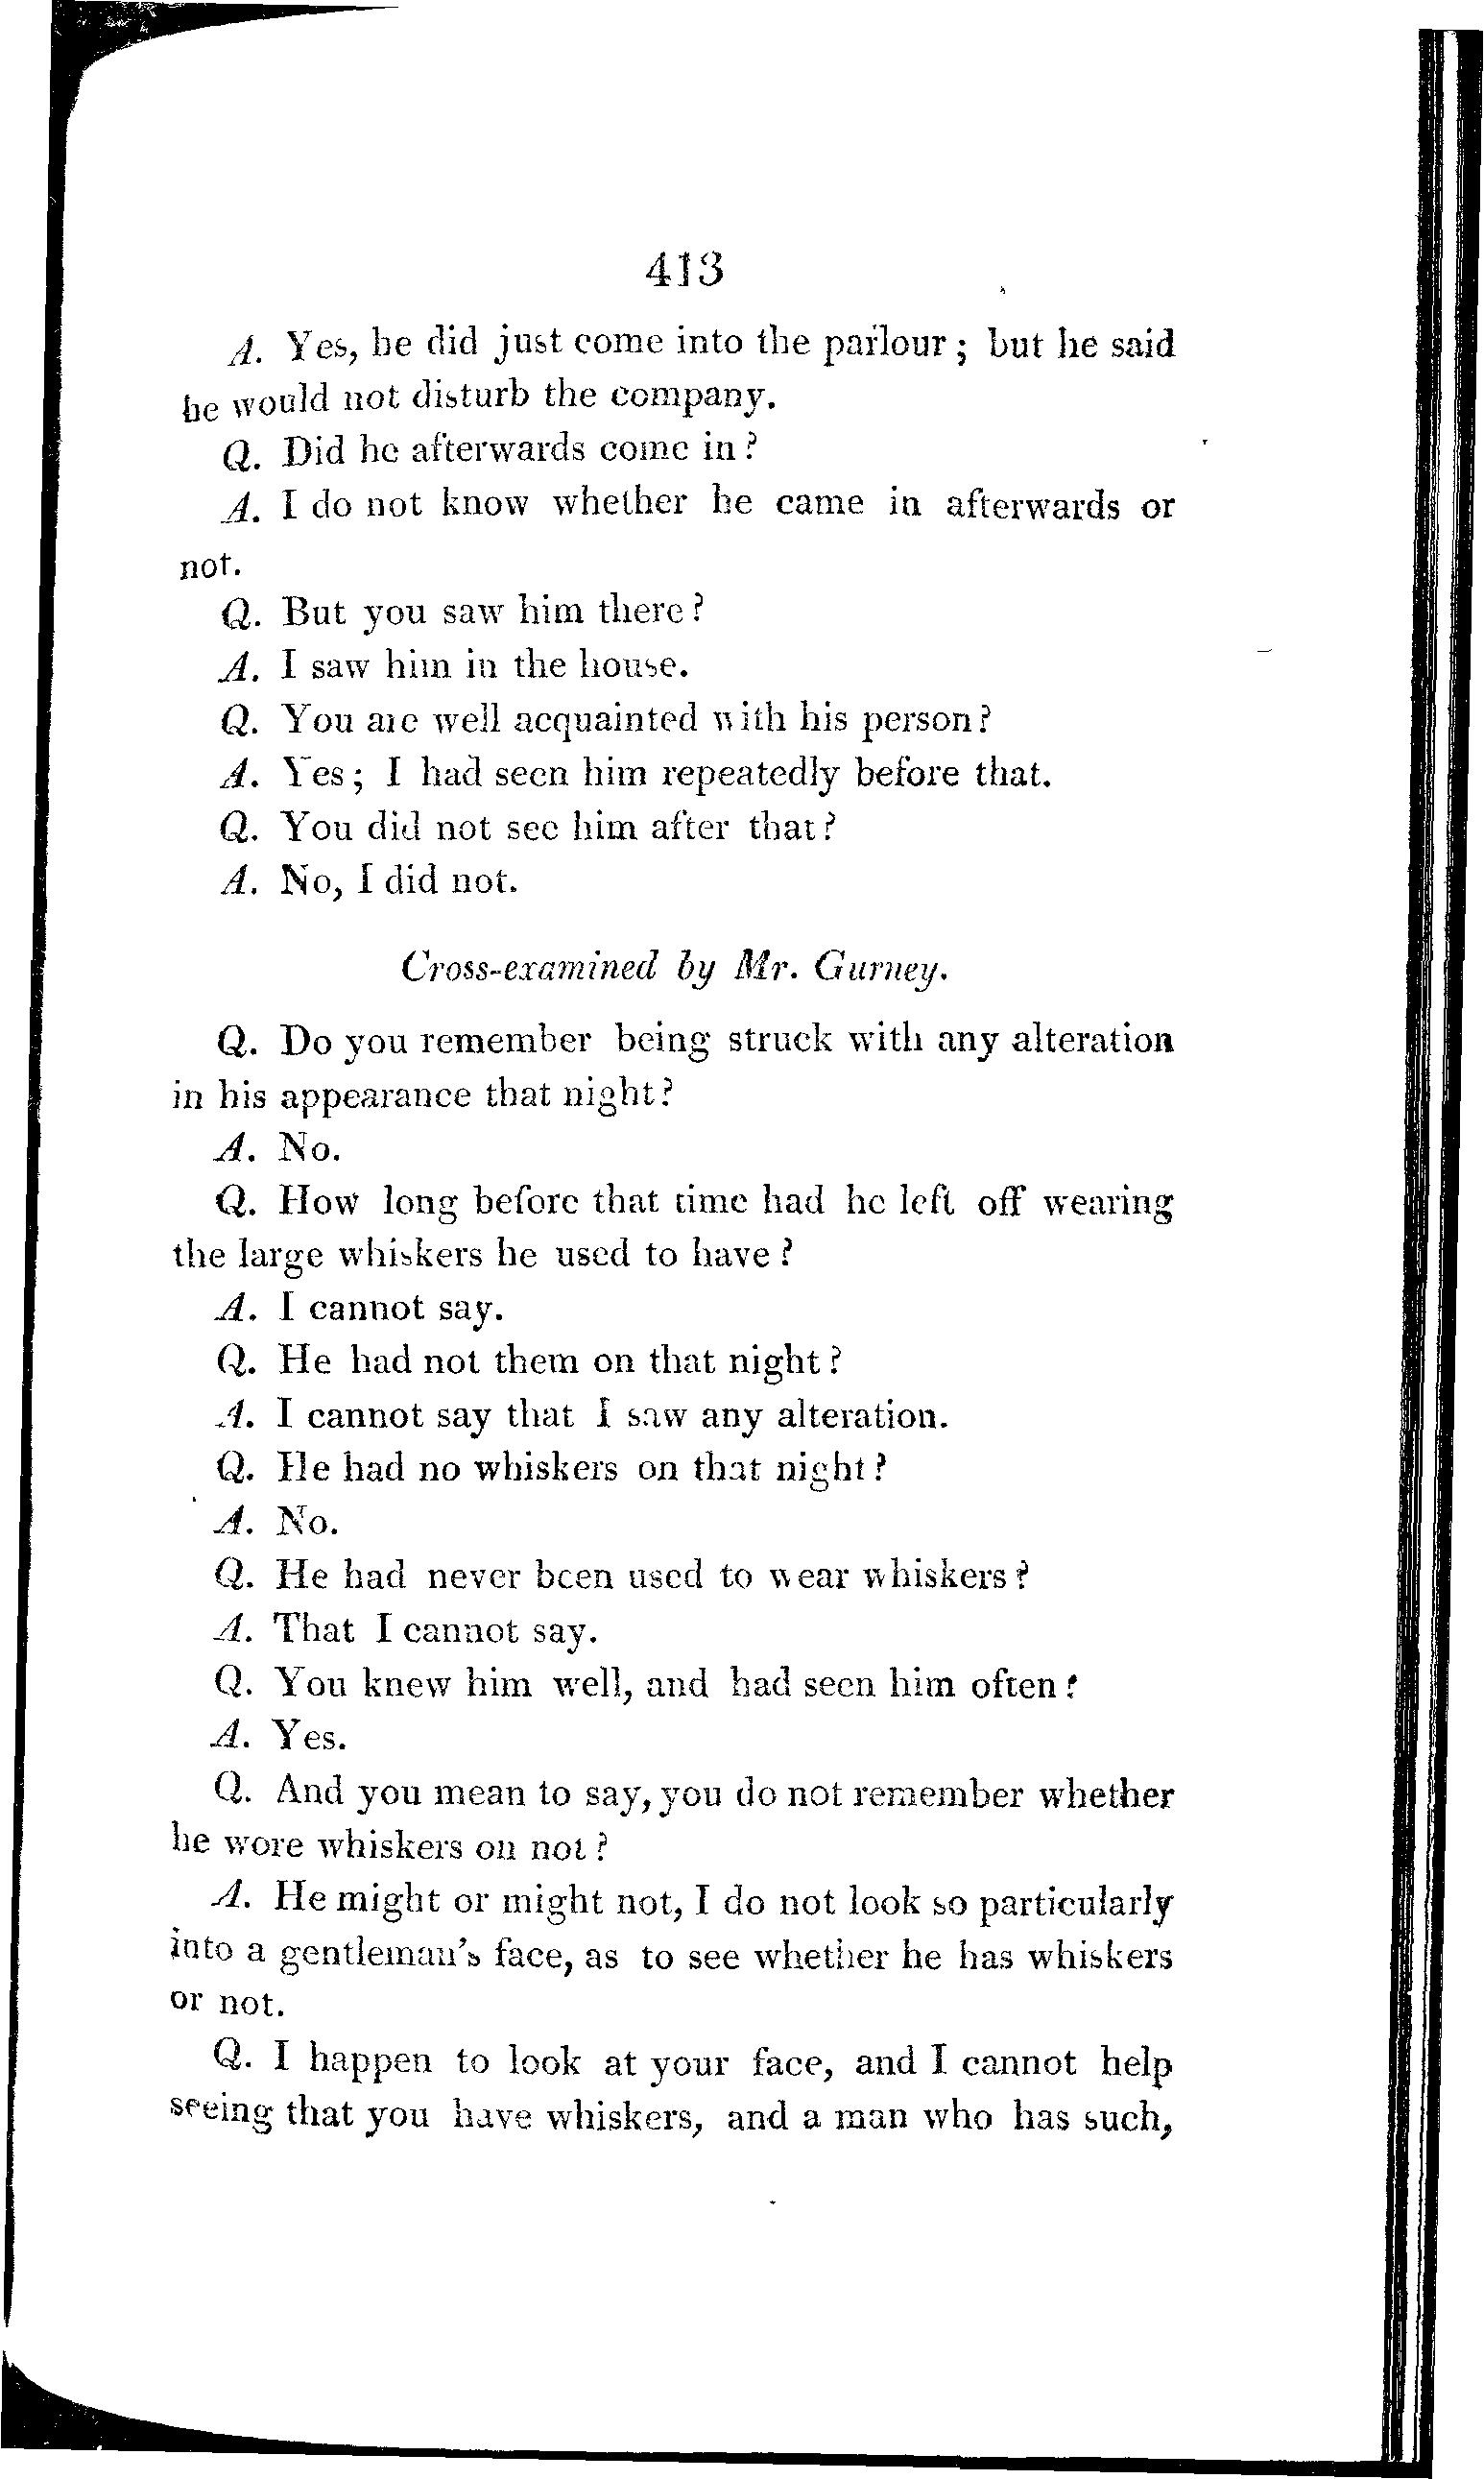 413
A. Yes, he did just come into the parlour; but he said
he would not disturb the company.
Q. Did he afterwards come in?
A. I do not know whether he came in afterwards or
not.
Q. But you saw him there?
A. I saw him in the house.
Q. You are well acquainted with his person?
A. Yes; I had seen him repeatedly before that.
Q. You did not see him after that?
A. No, I did not.
Cross-examined by Mr. Gurney.
Q. Do you remember being struck with any alteration
in his appearance that night?
A. No.
Q. How long before that time had he left off wearing
the large whiskers he used to have?
A. I cannot say.
Q. He had not them on that night?
A. I cannot say that I saw any alteration.
Q. He had no whiskers on that night?
A. No.
Q. He had never been used to wear whiskers?
A. That I cannot say.
Q. You knew him well, and had seen him often?
A. Yes.
Q. And you mean to say, you do not remember whether
he wore whiskers on not?
A. He might or might not, I do not look so particularly
into a gentleman's face, as to see whether he has whiskers
or not.
Q. I happen to look at your face, and I cannot help
seeing that you have whiskers, and a man who has such,